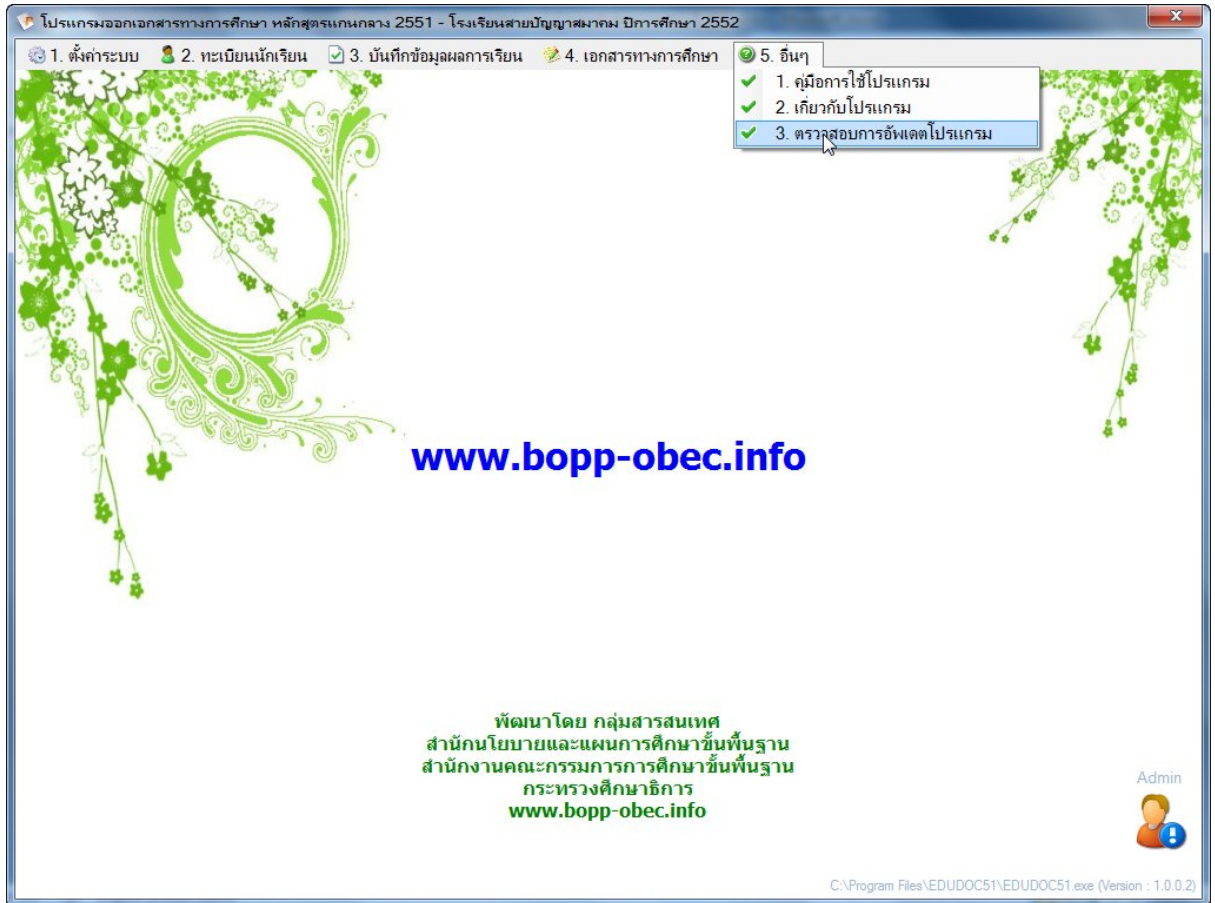 โปรแกรมออกเอกสารทางการศึกษา หลักสูตรแกนกลาง 2551 - โรงเรียนสายปัญญาสมาคม ปีการศึกษา 2552
1. ตั้งค่าระบบ 2. ทะเบียนนักเรียน 3. บันทึกข้อมูลผลการเรียน 4. เอกสารทางการศึกษา 5. อื่นๆ
1. คู่มือการใช้โปรแกรม
2. เกี่ยวกับโปรแกรม
3. ตรวจสอบการอัพเดตโปรแกรม
www.bopp-obec.info
พัฒนาโดย กลุ่มสารสนเทศ
สำนักนโยบายและแผนการศึกษาขั้นพื้นฐาน
สำนักงานคณะกรรมการการศึกษาขั้นพื้นฐาน
กระทรวงศึกษาธิการ
www.bopp-obec.info
Admin
C:\Program Files\EDUDOC51\EDUDOC51.exe (Version : 1.0.0.2)